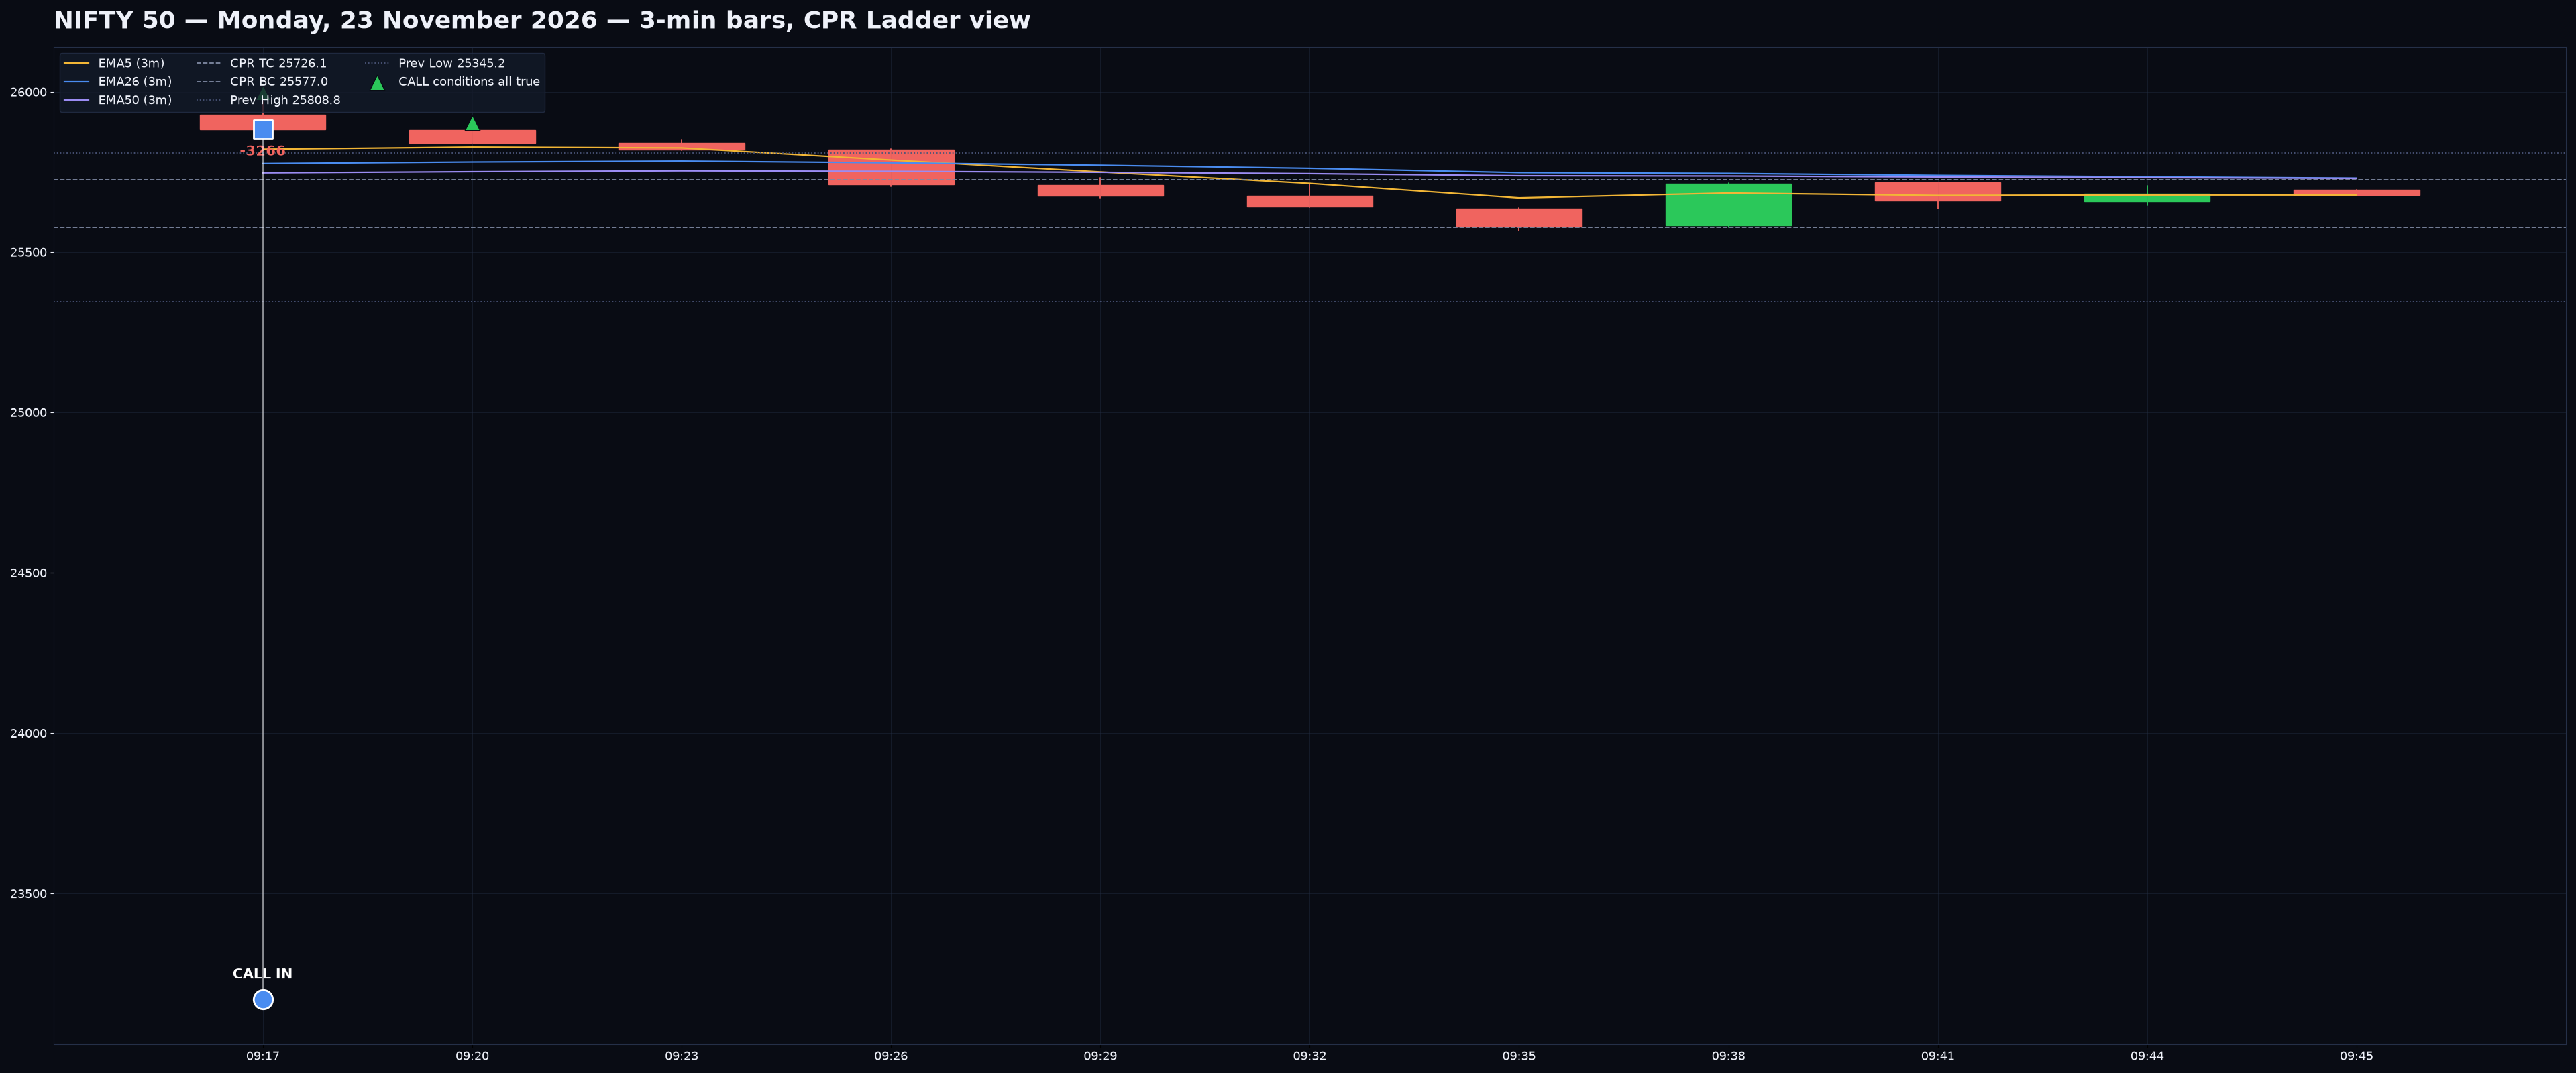 NIFTY 50 — Monday, 23 November 2026 — 3-min bars, CPR Ladder view
EMA5 (3m)
EMA26 (3m)
EMA50 (3m)
CPR TC 25726.1
CPR BC 25577.0
Prev High 25808.8
Prev Low 25345.2
CALL conditions all true
26000
25500
25000
24500
24000
23500
-3266
CALL IN
09:17
09:20
09:23
09:26
09:29
09:32
09:35
09:38
09:41
09:44
09:45